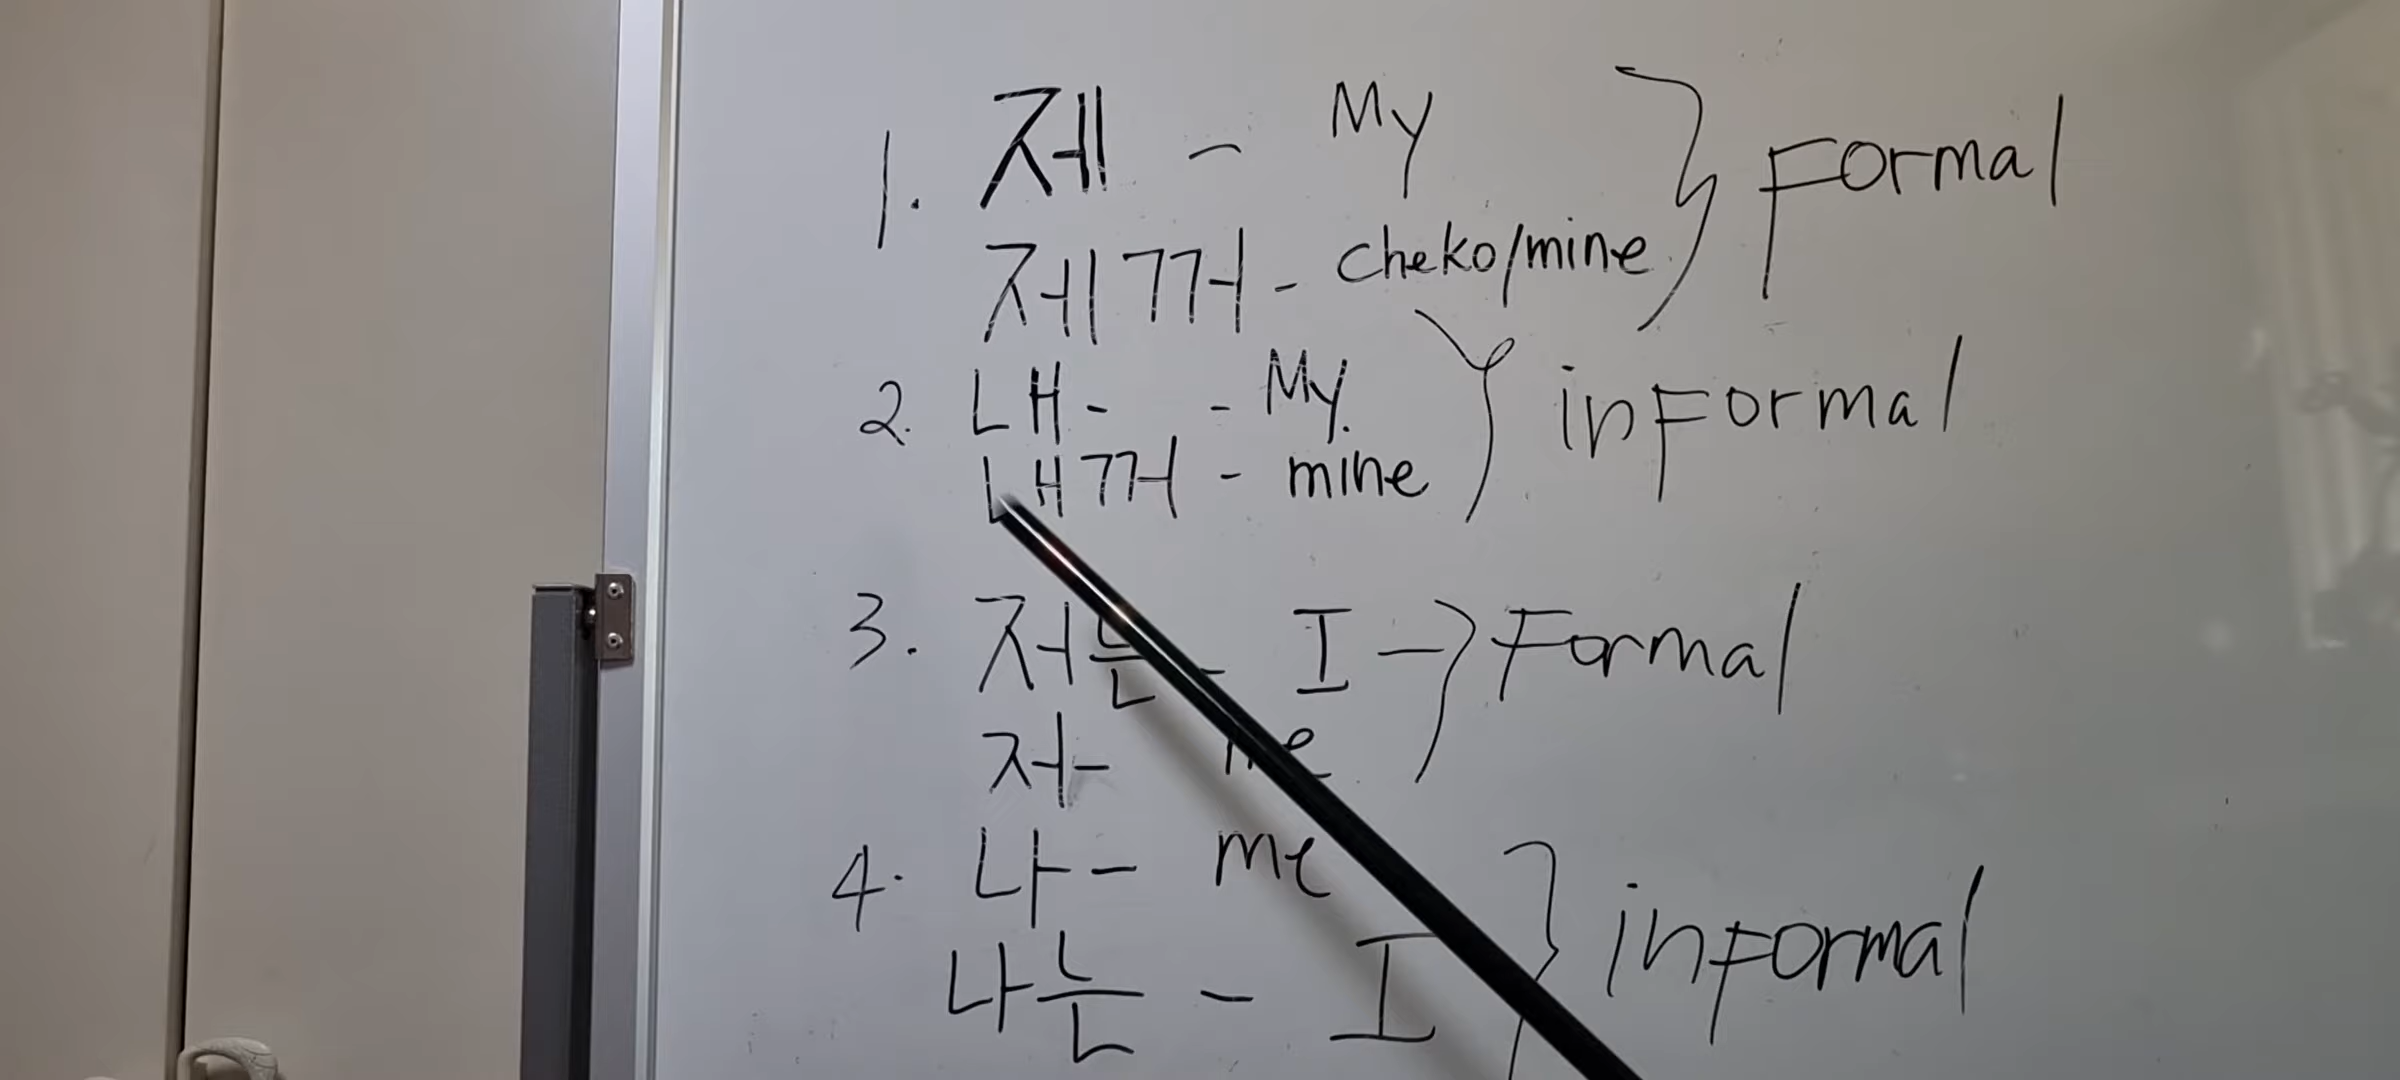 1. 제 - My } Formal
제꺼 - cheko/mine
2. 내 - - My. } informal
내꺼 - mine
3. 저는 - I - } Formal
저 - me
4. 나 - me } informal
나는 - I